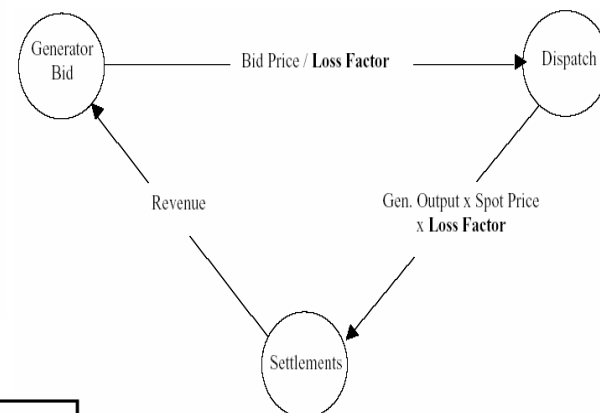 Generator
Bid
Bid Price / Loss Factor
Dispatch
Revenue
Gen. Output x Spot Price
x Loss Factor
Settlements